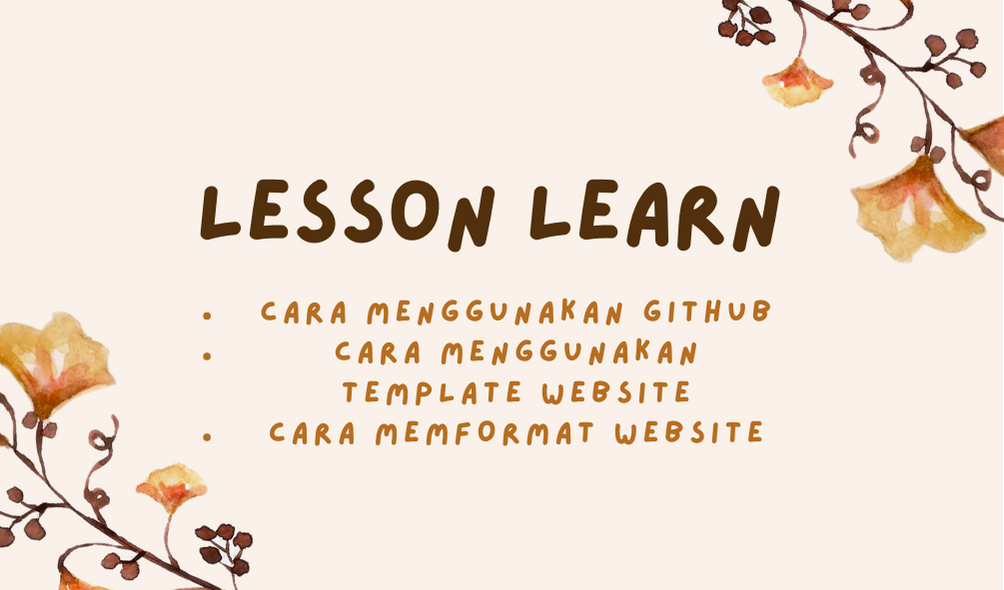 LESSON LEARN
• CARA MENGGUNAKAN GITHUB
• CARA MENGGUNAKAN
TEMPLATE WEBSITE
• CARA MEMFORMAT WEBSITE